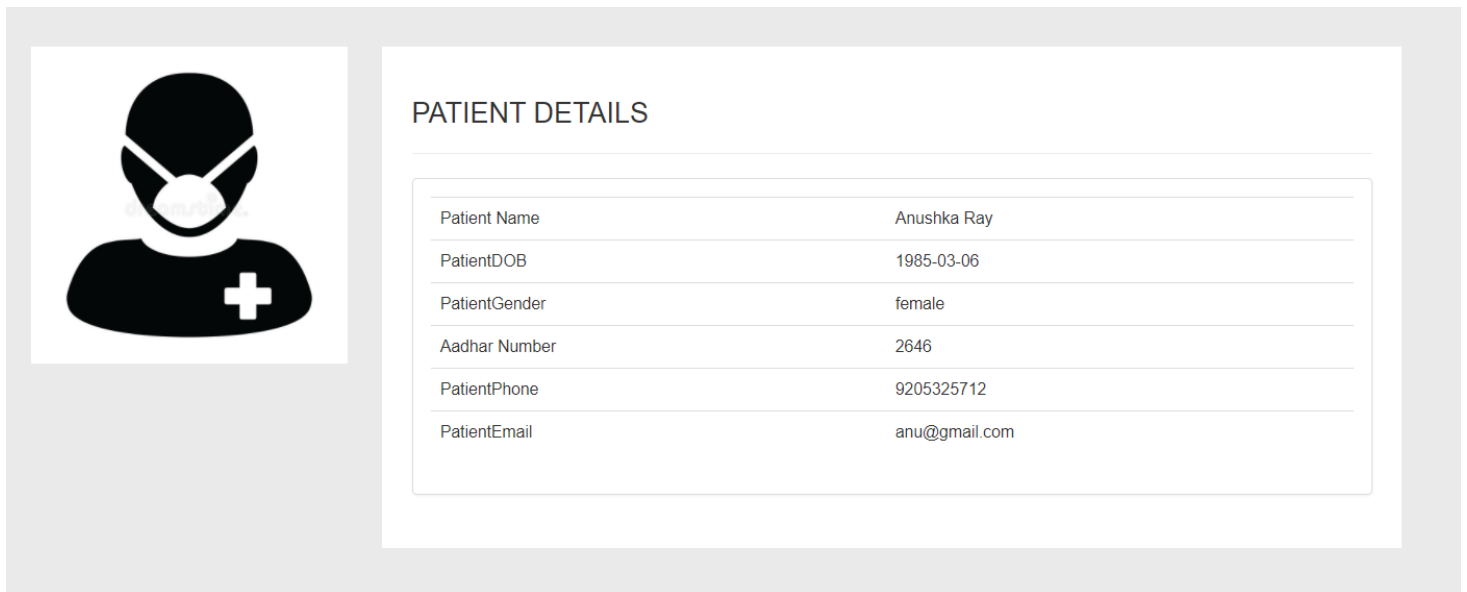 PATIENT DETAILS
Patient Name Anushka Ray
PatientDOB 1985-03-06
PatientGender female
Aadhar Number 2646
PatientPhone 9205325712
PatientEmail anu@gmail.com